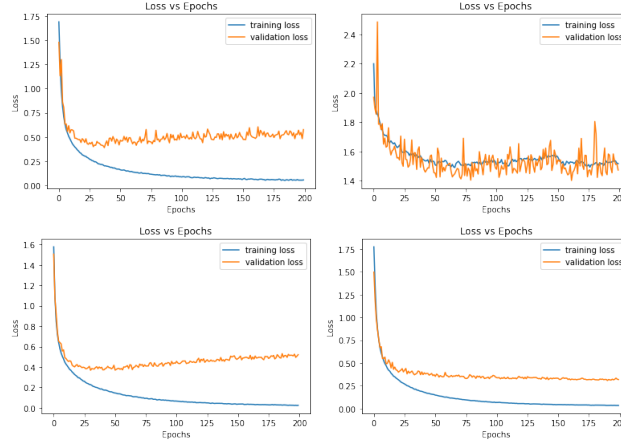 Loss vs Epochs
1.75
1.50
1.25
1.00
0.75
0.50
0.25
0.00
Loss
training loss
validation loss
0 25 50 75 100 125 150 175 200
Epochs
Loss vs Epochs
2.4
2.2
2.0
1.8
1.6
1.4
Loss
training loss
validation loss
0 25 50 75 100 125 150 175 200
Epochs
Loss vs Epochs
1.6
1.4
1.2
1.0
0.8
0.6
0.4
0.2
0.0
Loss
training loss
validation loss
0 25 50 75 100 125 150 175 200
Epochs
Loss vs Epochs
1.75
1.50
1.25
1.00
0.75
0.50
0.25
0.00
Loss
training loss
validation loss
0 25 50 75 100 125 150 175 200
Epochs